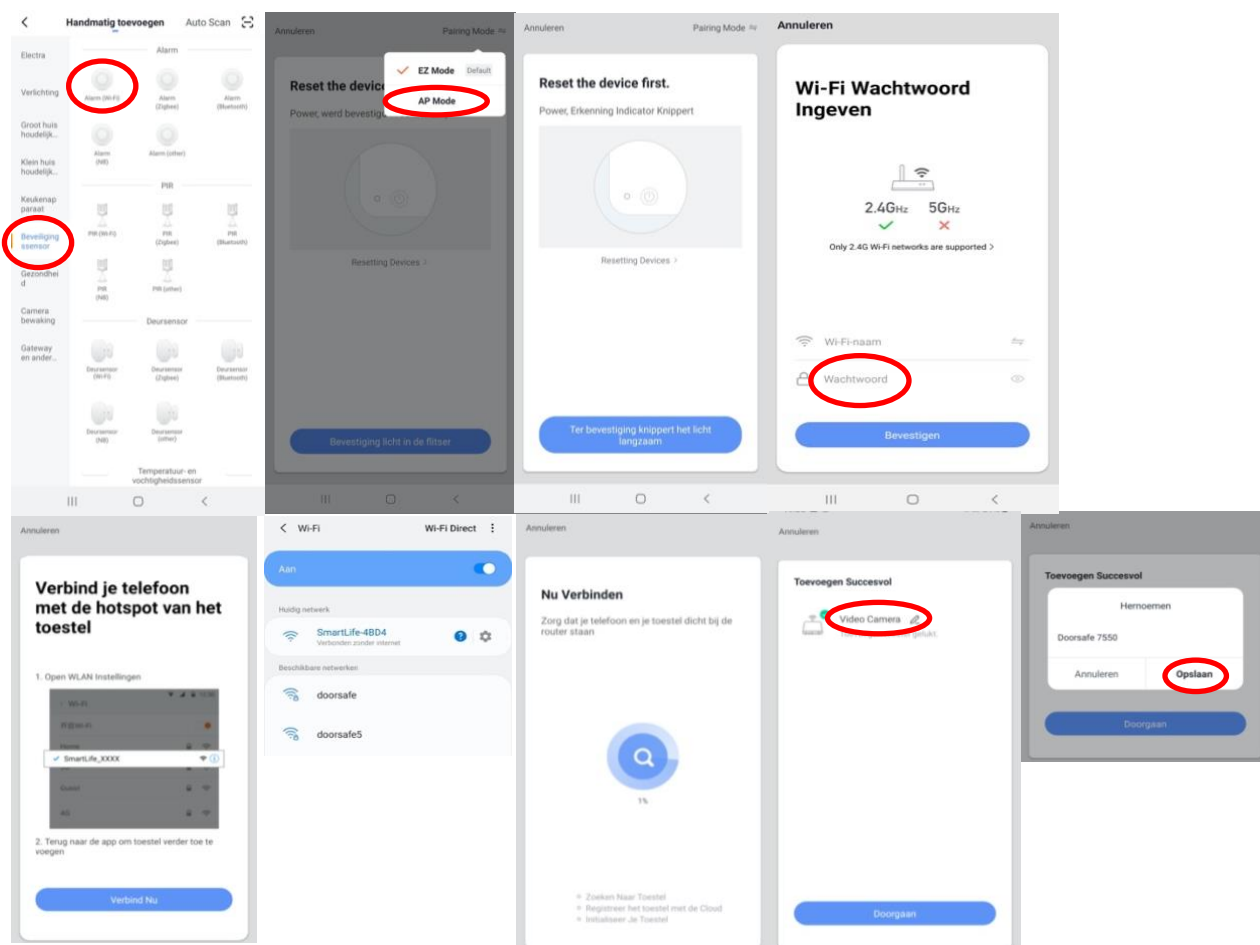 Handmatig toevoegen
Auto Scan
Electra
Verlichting
Groot huis
houdelijk...
Klein huis
houdelijk...
Keukenap
paraat
Beveiliging
ssensor
Gezondhei
d
Camera
bewaking
Gateway
en ander...
Alarm
Alarm (Wi-Fi)
Alarm
(Zigbee)
Alarm
(Bluetooth)
Alarm
(NB)
Alarm (other)
PIR
PIR (Wi-Fi)
PIR
(Zigbee)
PIR
(Bluetooth)
PIR
(NB)
PIR (other)
Deursensor
Deursensor
(Wi-Fi)
Deursensor
(Zigbee)
Deursensor
(Bluetooth)
Deursensor
(NB)
Deursensor
(other)
Temperatuur- en
vochtigheidssensor
Annuleren
Pairing Mode
EZ Mode Default
AP Mode
Reset the device
Power, werd bevestig
Resetting Devices >
Bevestiging licht in de flitser
Annuleren
Pairing Mode
Reset the device first.
Power, Erkenning Indicator Knippert
Resetting Devices >
Ter bevestiging knippert het licht
langzaam
Annuleren
Wi-Fi Wachtwoord
Ingeven
2.4GHz 5GHz
Only 2.4G Wi-Fi networks are supported >
Wi-Fi-naam
Wachtwoord
Bevestigen
Annuleren
Verbind je telefoon
met de hotspot van het
toestel
1. Open WLAN Instellingen
Wi-Fi
Home
SmartLife_XXXX
Guest
4G
2. Terug naar de app om toestel verder toe te
voegen
Verbind Nu
Wi-Fi
Wi-Fi Direct
Aan
Huidig netwerk
SmartLife-4BD4
Verbonden zonder internet
Beschikbare netwerken
doorsafe
doorsafe5
Annuleren
Nu Verbinden
Zorg dat je telefoon en je toestel dicht bij de
router staan
1%
Zoeken Naar Toestel
Registreer het toestel met de Cloud
Initialiseer Je Toestel
Annuleren
Toevoegen Succesvol
Video Camera
gelukt
Doorgaan
Annuleren
Toevoegen Succesvol
Hernoemen
Doorsafe 7550
Annuleren
Opslaan
Doorgaan